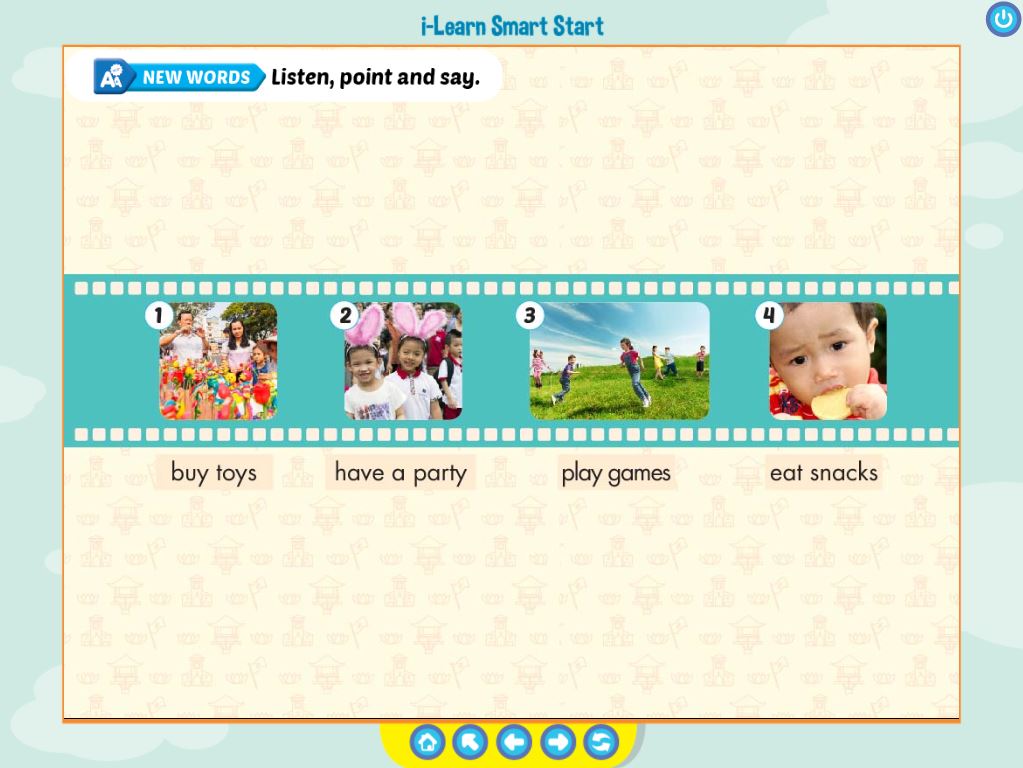 i-Learn Smart Start
NEW WORDS Listen, point and say.
1
2
3
4
buy toys
have a party
play games
eat snacks